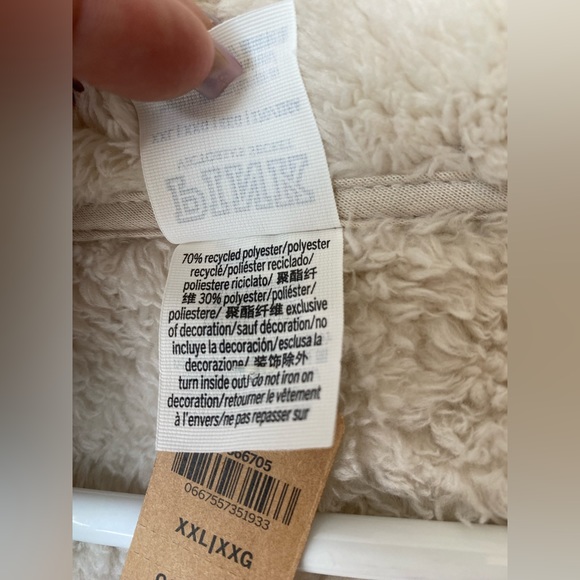 PINK
70% recycled polyester/polyester
recyclé/poliéster reciclado/
poliestere riciclato/ 聚酯纤
维 30% polyester/poliéster/
poliestere/ 聚酯纤维 exclusive
of decoration/sauf décoration/no
incluye la decoración/esclusa la
decorazione/ 装饰除外
turn inside out/ do not iron on
decoration/retourner le vêtement
à l'envers/ne pas repasser sur
6705
0667557351933
XXL|XXG